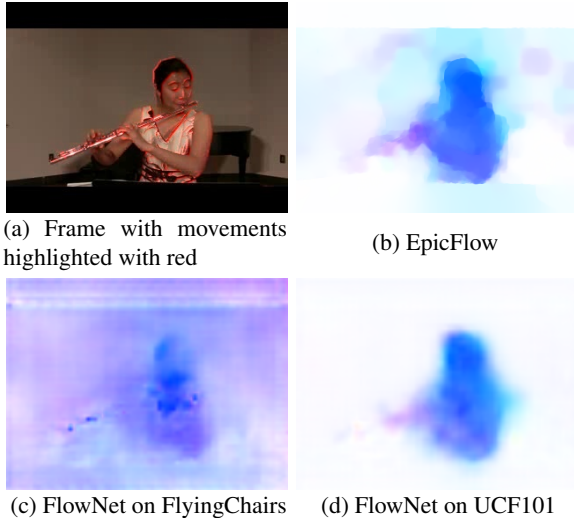 (a) Frame with movements
highlighted with red
(b) EpicFlow
(c) FlowNet on FlyingChairs
(d) FlowNet on UCF101